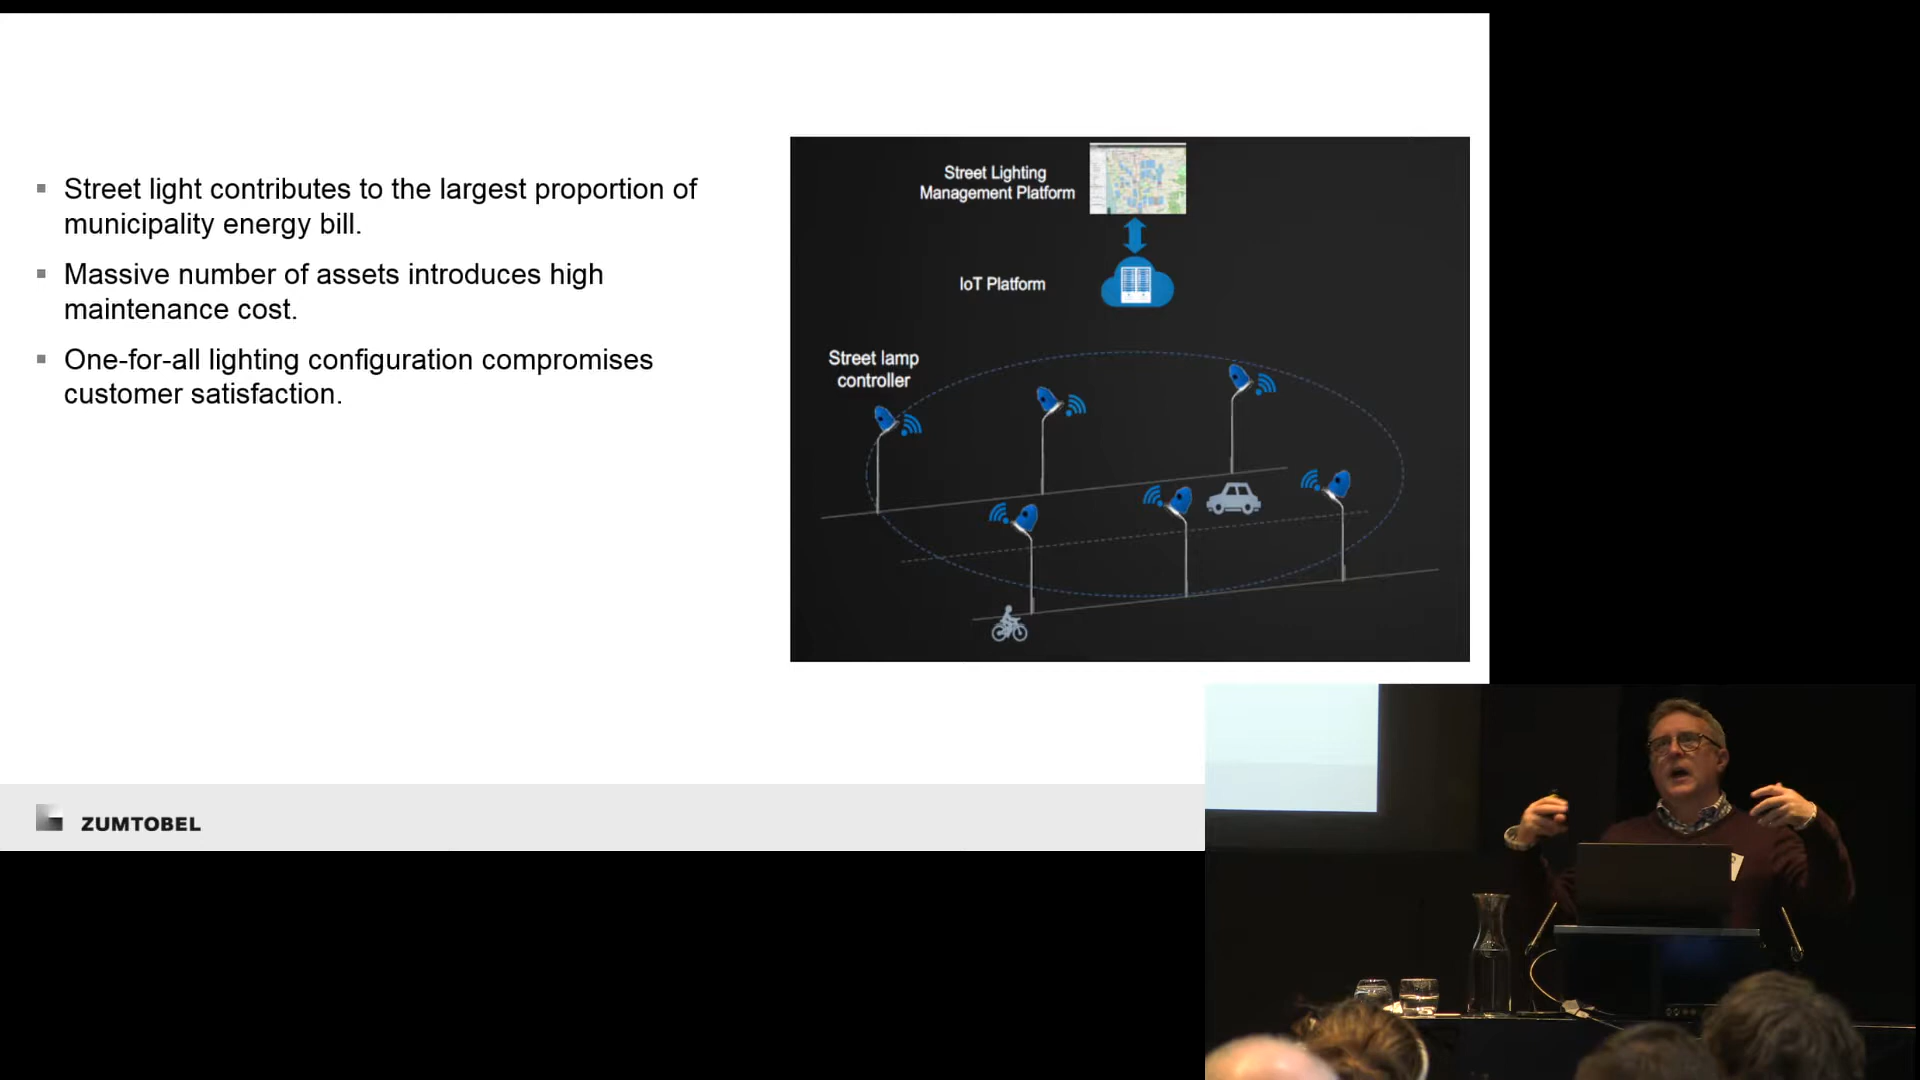 Street light contributes to the largest proportion of
municipality energy bill.
Massive number of assets introduces high
maintenance cost.
One-for-all lighting configuration compromises
customer satisfaction.
Street Lighting
Management Platform
IoT Platform
Street lamp
controller
ZUMTOBEL